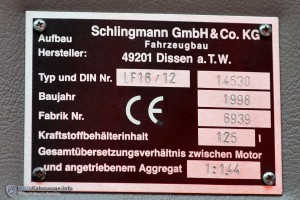 Aufbau Schlingmann GmbH & Co. KG
Hersteller: Fahrzeugbau
49201 Dissen a.T.W.
Typ und DIN Nr. LF16/12 14530
Baujahr 1998
CE
Fabrik Nr. 6939
Kraftstoffbehälterinhalt 125 l
Gesamtübersetzungsverhältnis zwischen Motor
und angetriebenem Aggregat 1:1,44